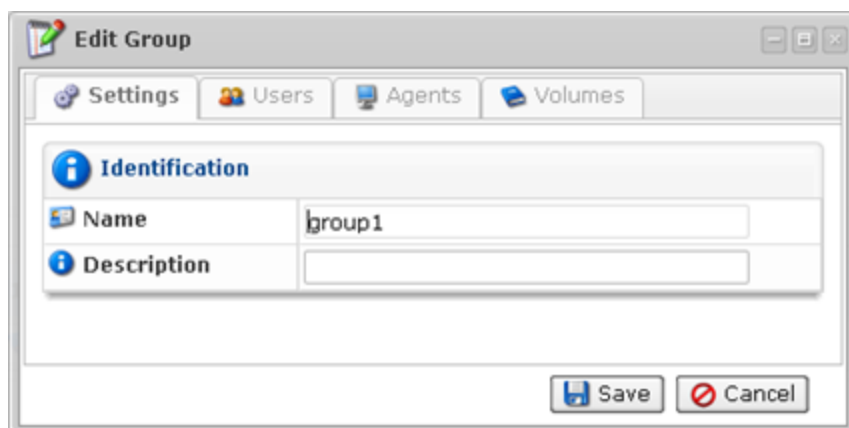 Edit Group
Settings Users Agents Volumes
Identification
Name group1
Description
Save Cancel